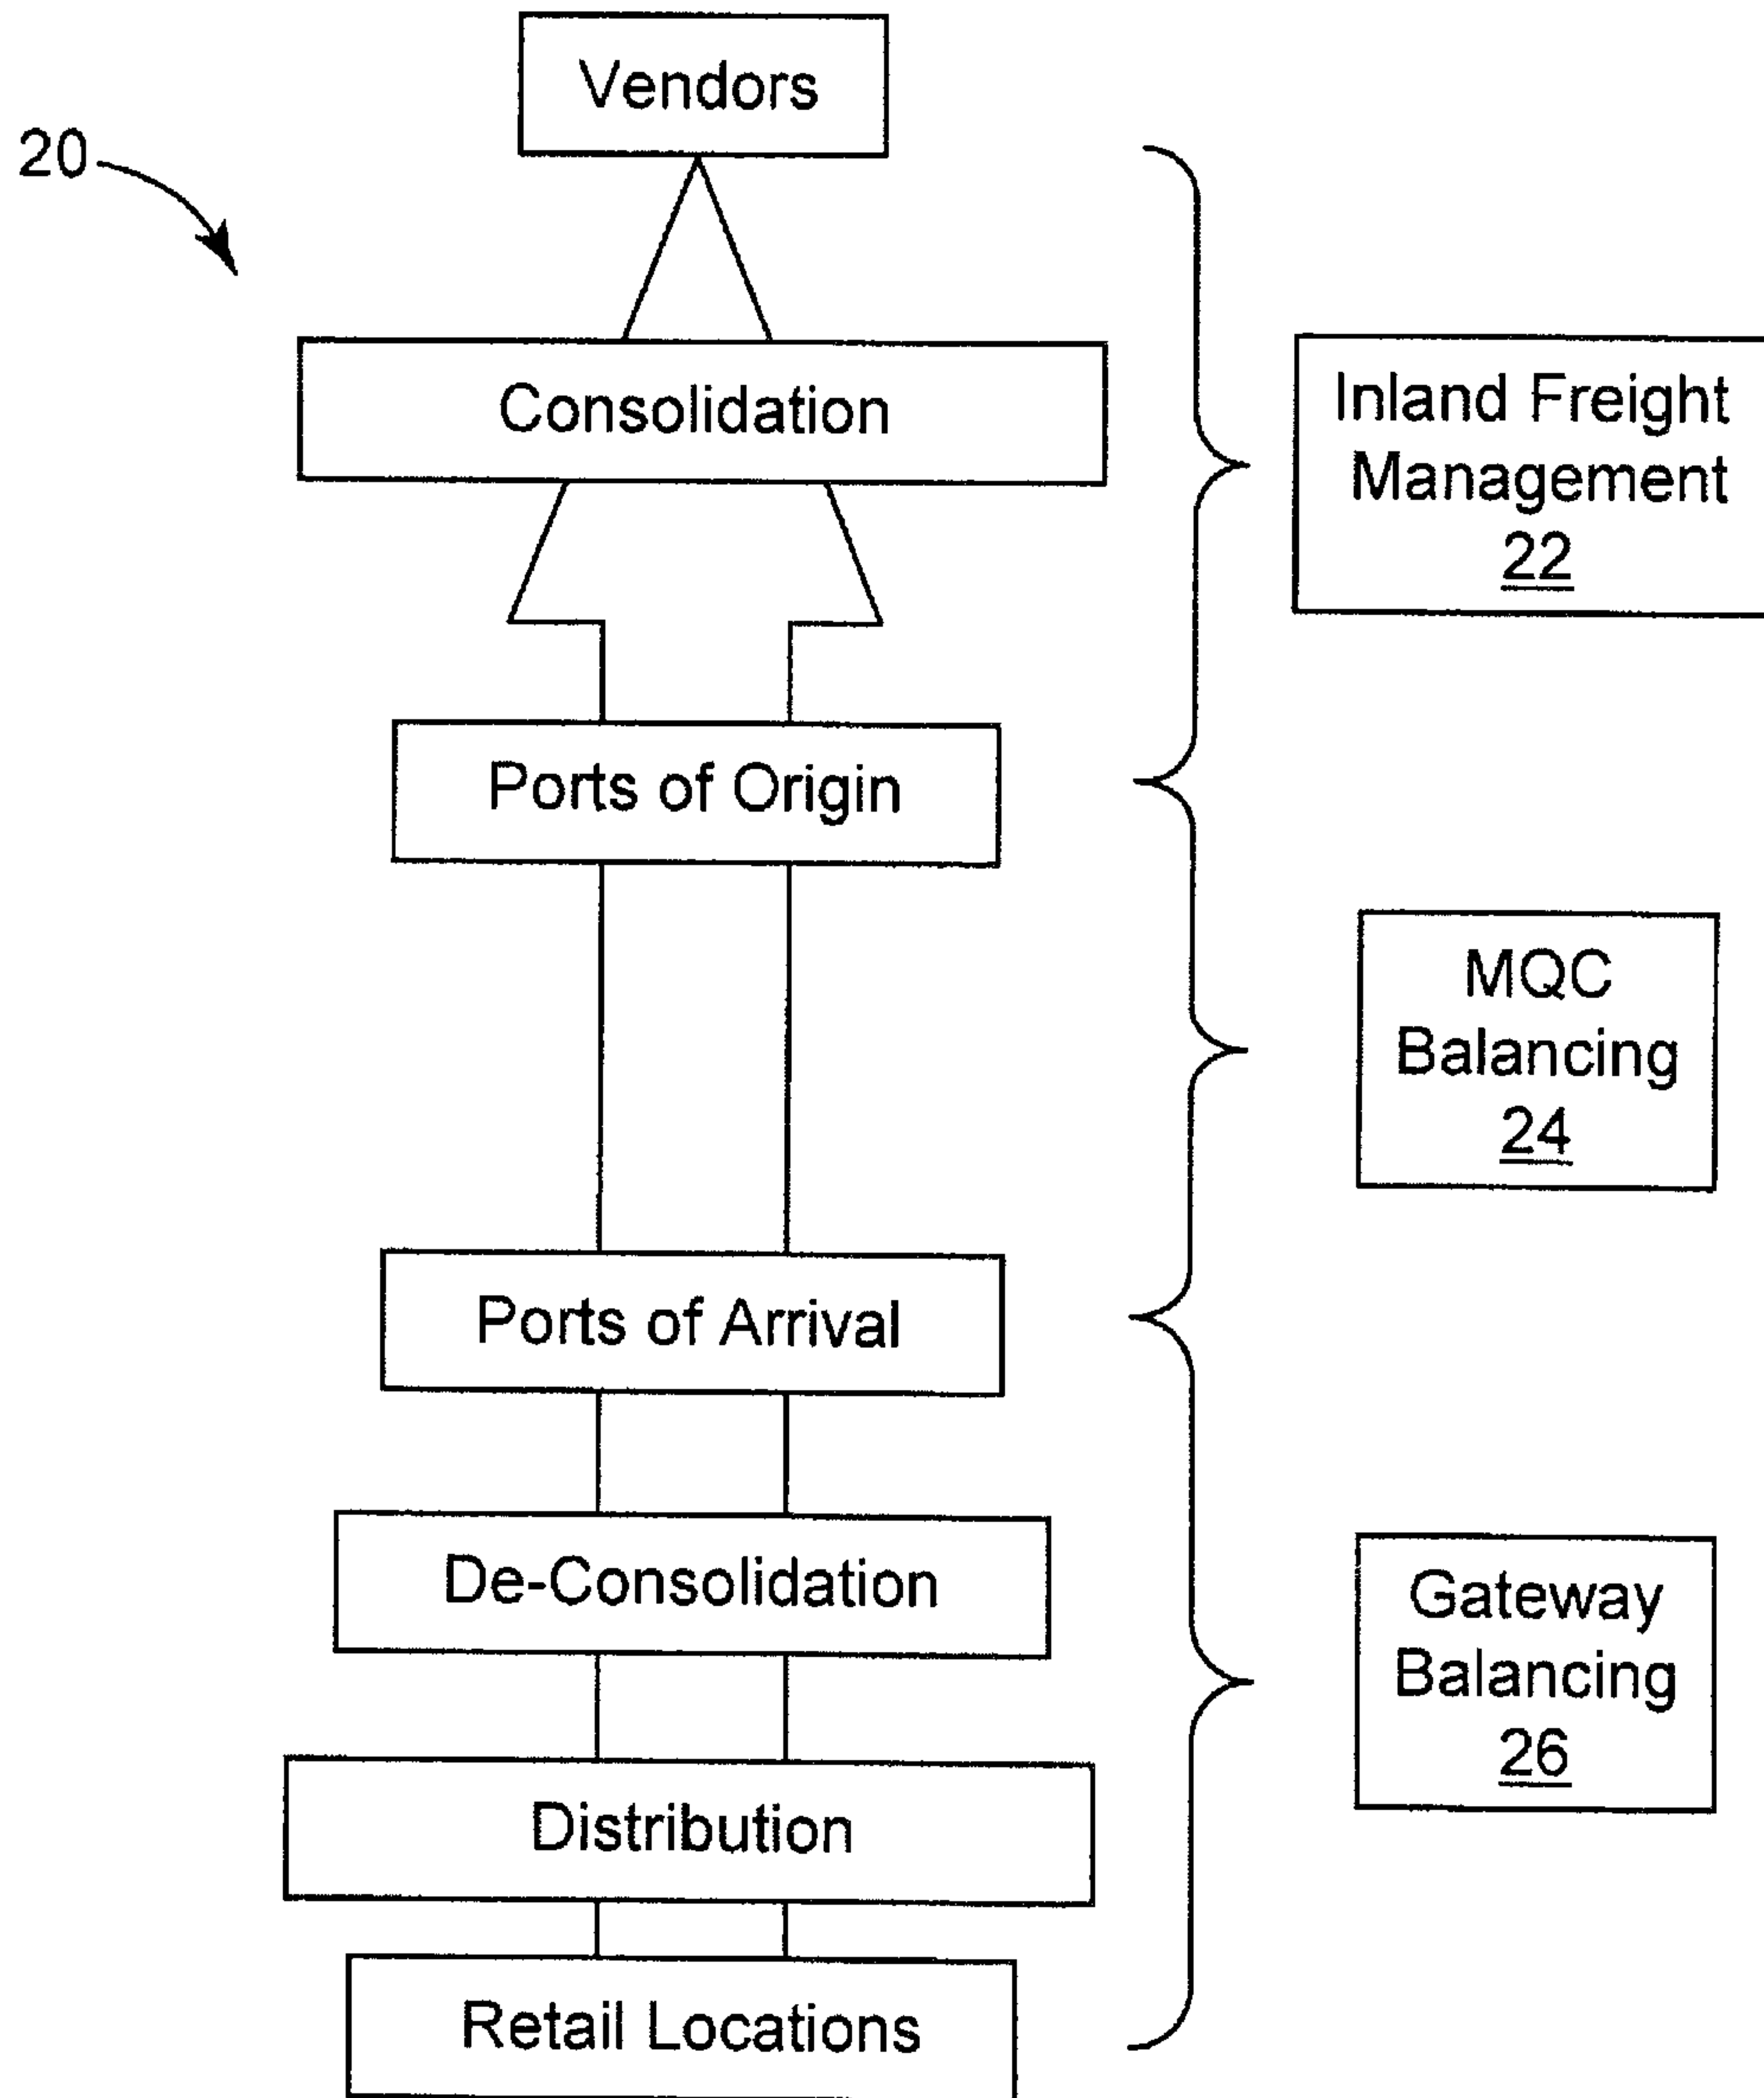 Vendors
20
Consolidation
Inland Freight
Management
22
Ports of Origin
MQC
Balancing
24
Ports of Arrival
De-Consolidation
Gateway
Balancing
26
Distribution
Retail Locations